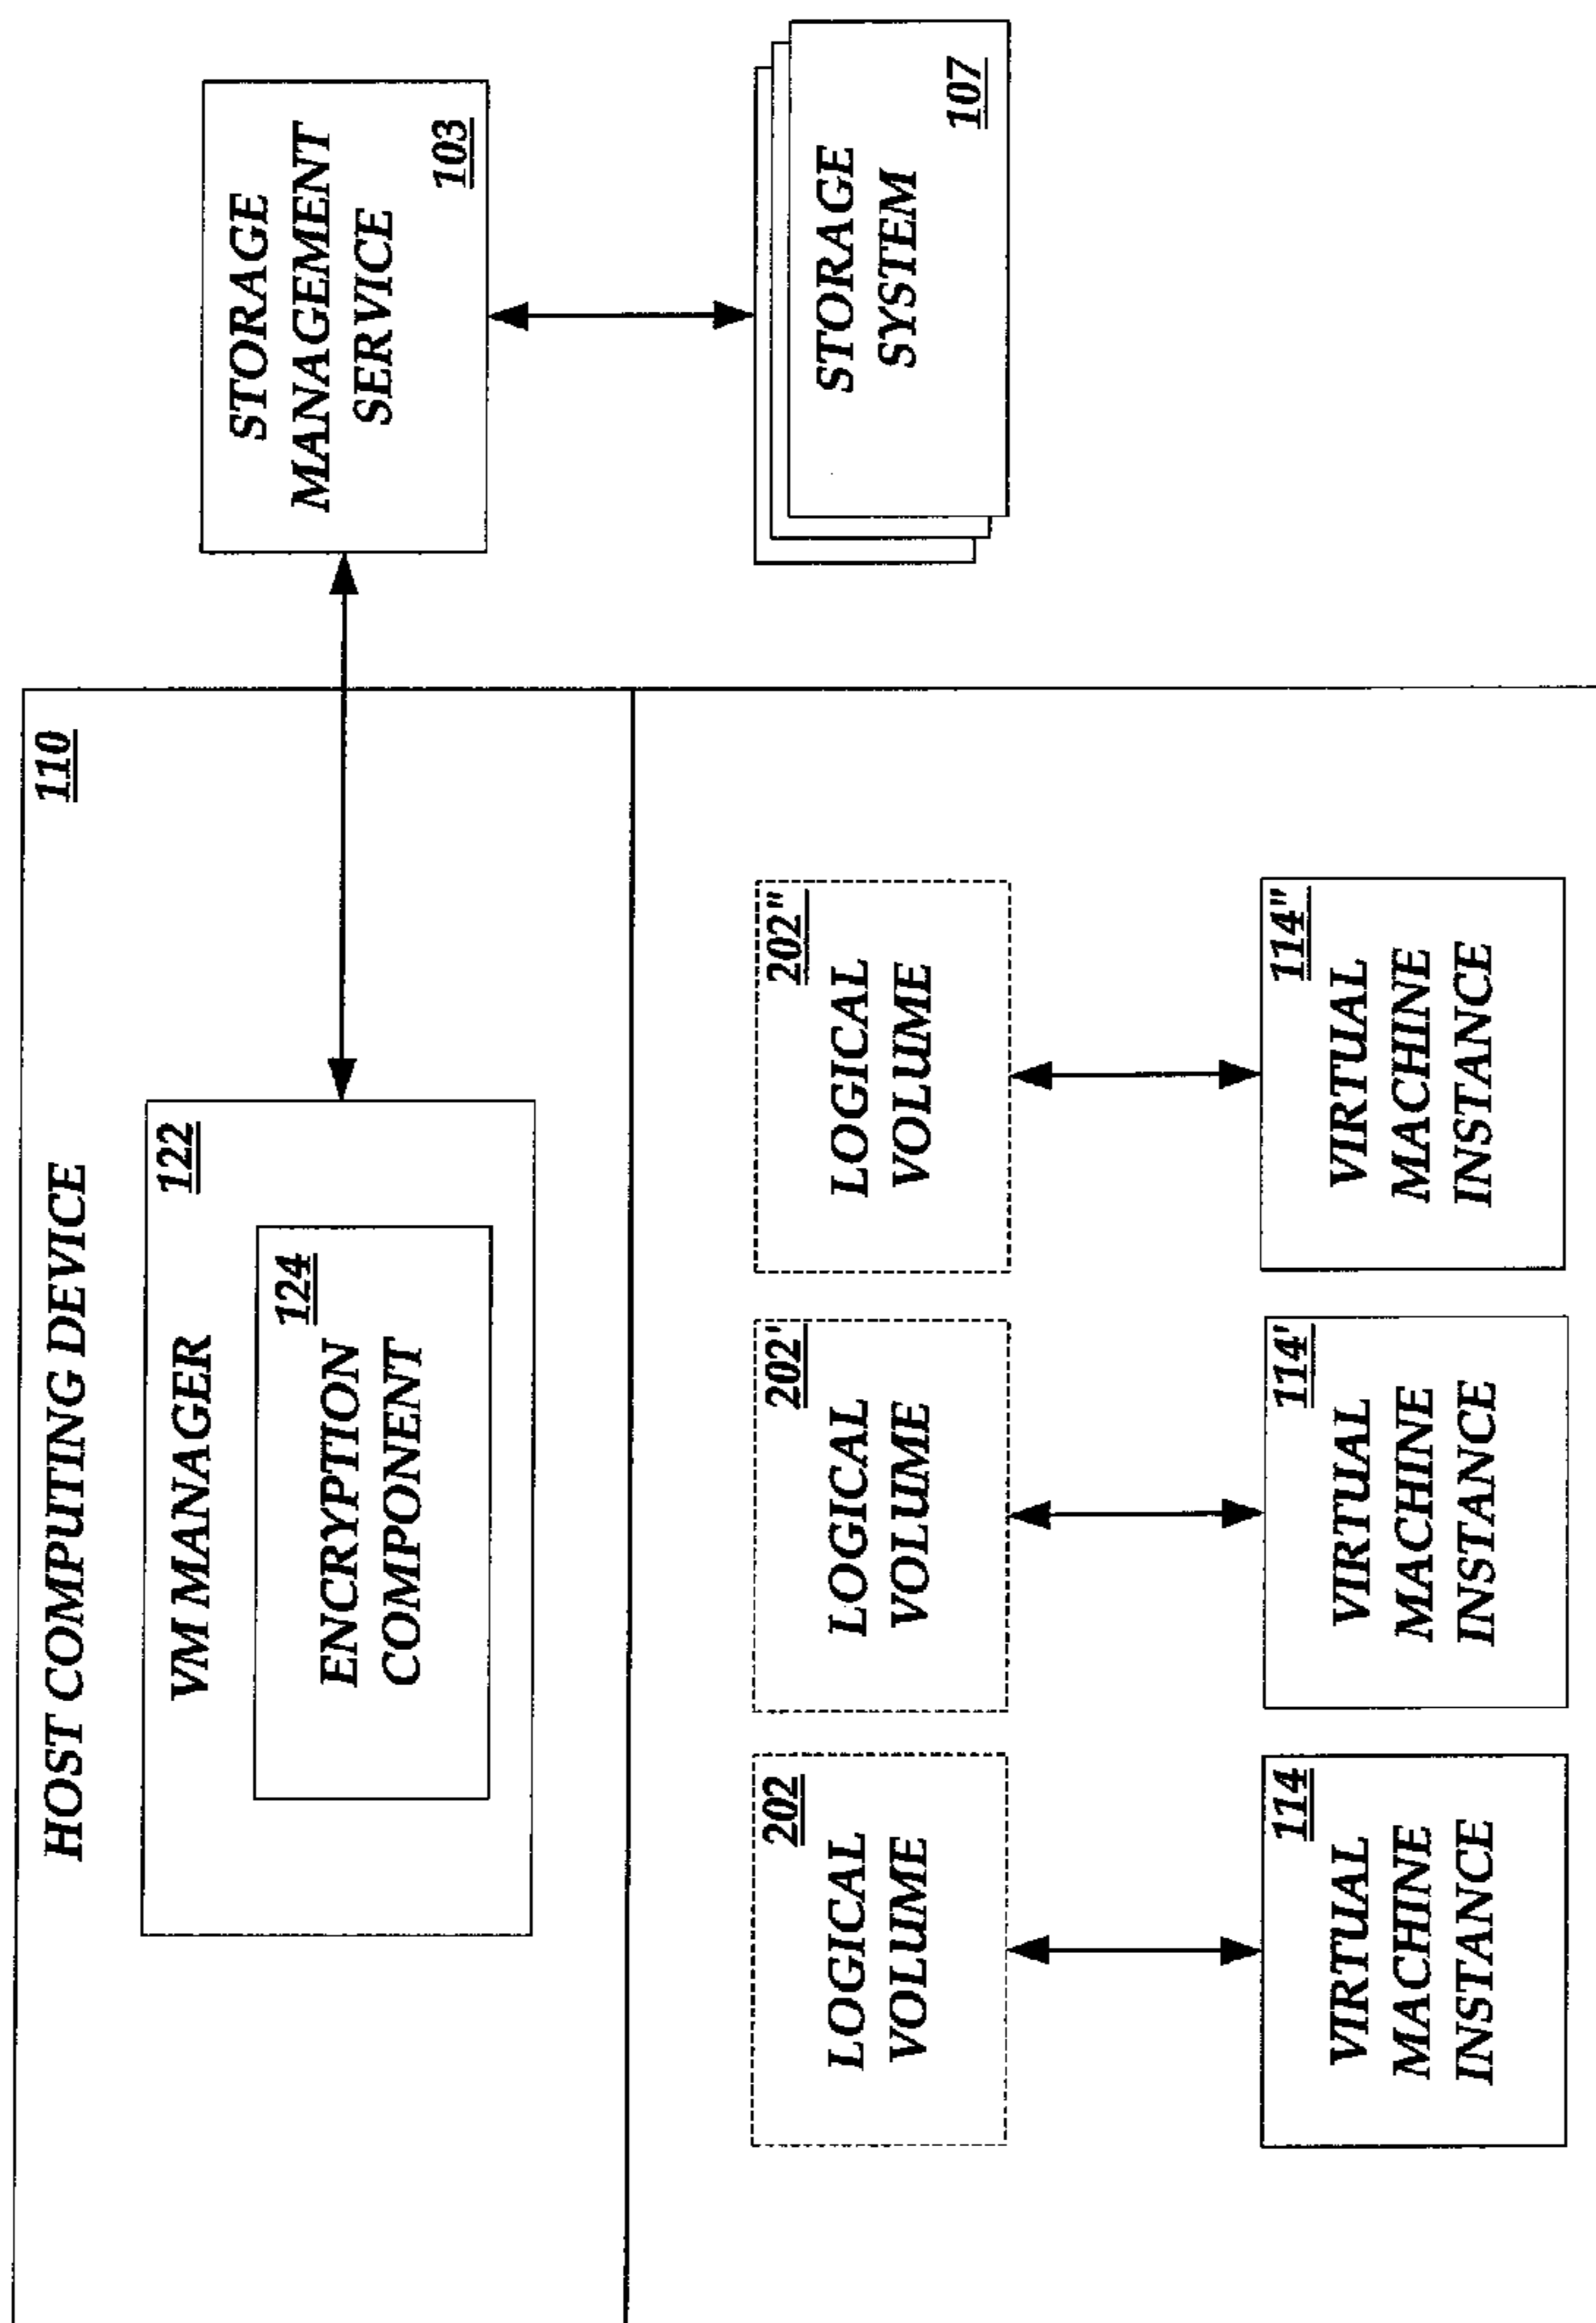 HOST COMPUTING DEVICE
110
VM MANAGER
122
ENCRYPTION
COMPONENT
124
STORAGE
MANAGEMENT
SERVICE
103
STORAGE
SYSTEM
107
202
LOGICAL
VOLUME
202'
LOGICAL
VOLUME
202"
LOGICAL
VOLUME
114
VIRTUAL
MACHINE
INSTANCE
114'
VIRTUAL
MACHINE
INSTANCE
114"
VIRTUAL
MACHINE
INSTANCE